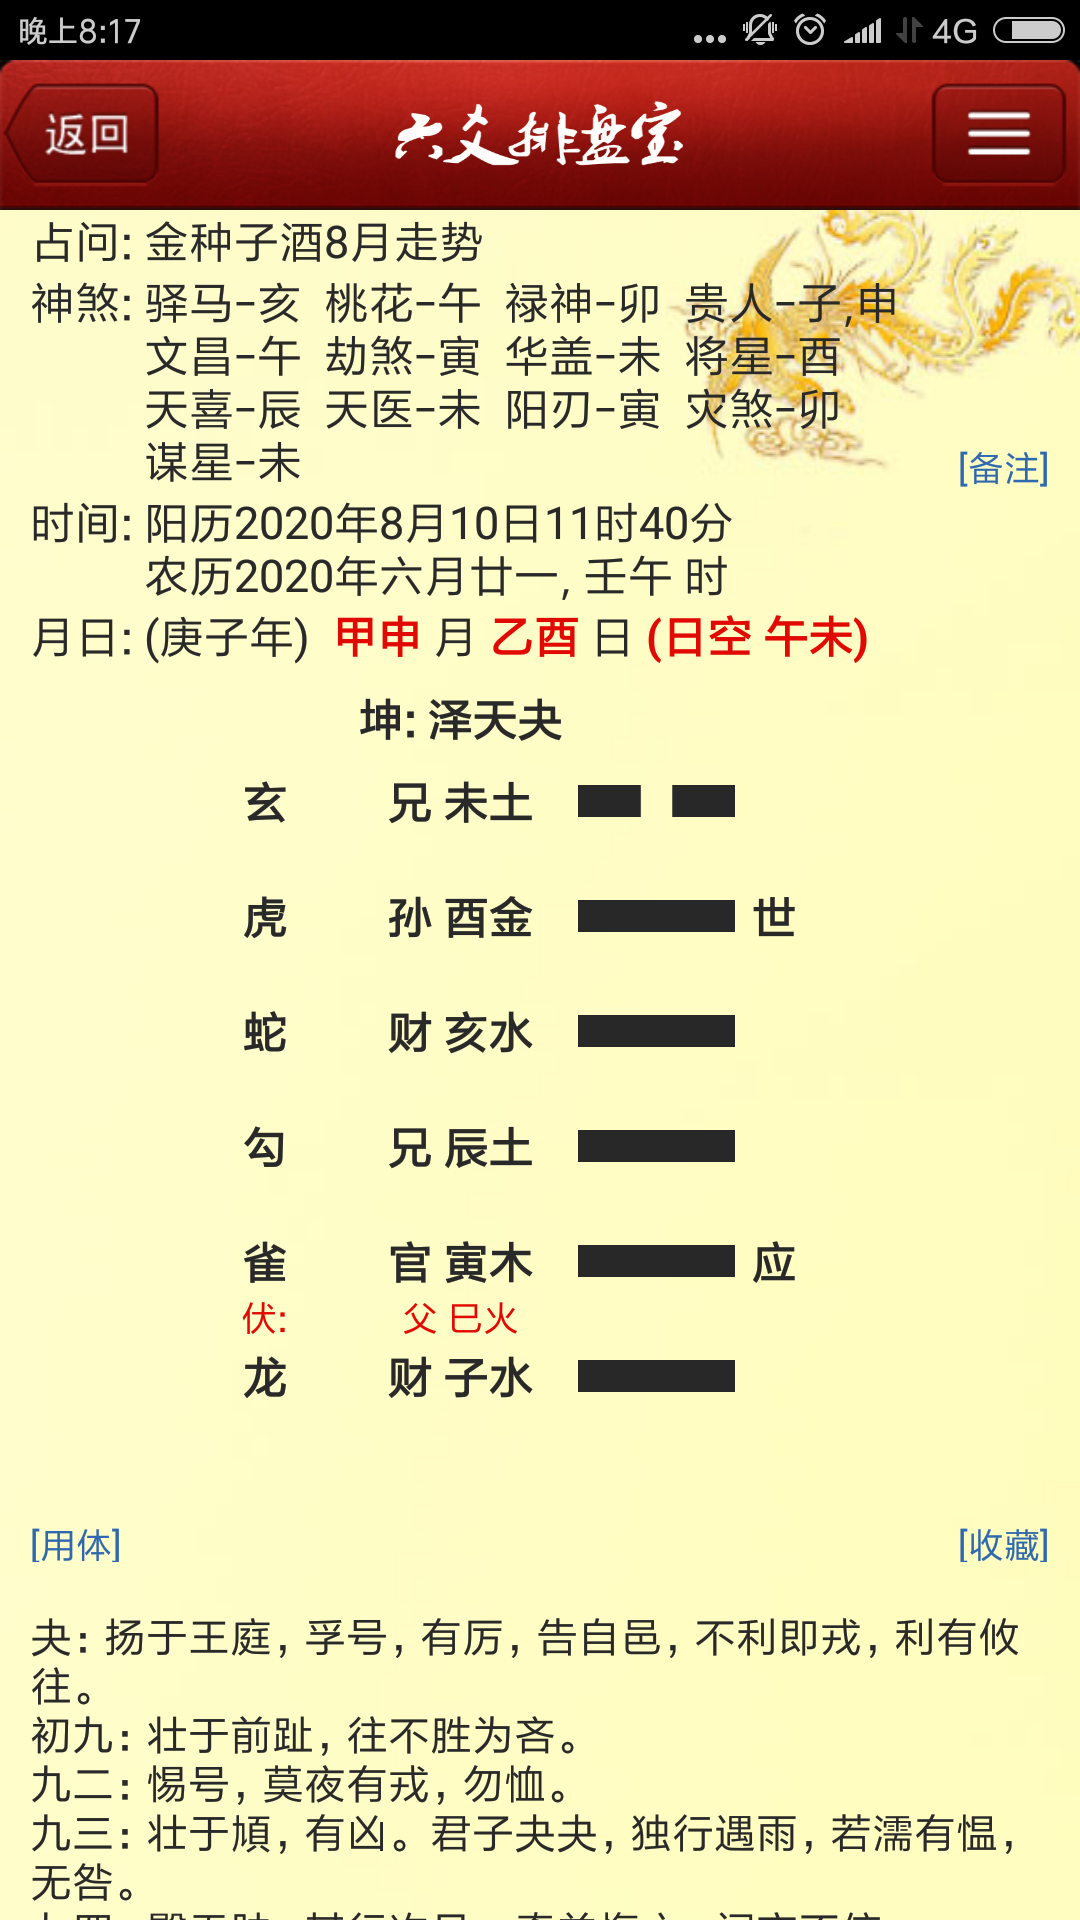 晚上8:17
4G
返回
六爻排盘宝
占问: 金种子酒8月走势
神煞: 驿马-亥 桃花-午 禄神-卯 贵人-子,申
文昌-午 劫煞-寅 华盖-未 将星-酉
天喜-辰 天医-未 阳刃-寅 灾煞-卯
谋星-未
[备注]
时间: 阳历2020年8月10日11时40分
农历2020年六月廿一, 壬午 时
月日: (庚子年) 甲申 月 乙酉 日 (日空 午未)
坤: 泽天夬
玄 兄 未土
虎 孙 酉金 世
蛇 财 亥水
勾 兄 辰土
雀 官 寅木 应
伏: 父 巳火
龙 财 子水
[用体] [收藏]
夬: 扬于王庭, 孚号, 有厉, 告自邑, 不利即戎, 利有攸
往。
初九: 壮于前趾, 往不胜为吝。
九二: 惕号, 莫夜有戎, 勿恤。
九三: 壮于頄, 有凶。君子夬夬, 独行遇雨, 若濡有愠,
无咎。